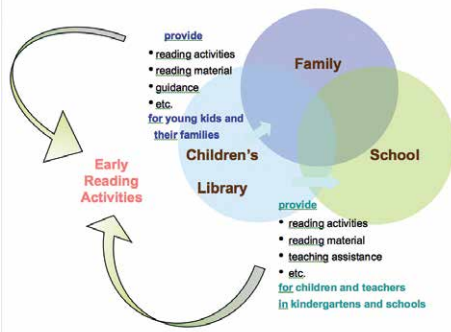 provide
• reading activities
• reading material
• guidance
• etc.
for young kids and
their families
Family
Children's
Library
School
Early
Reading
Activities
provide
• reading activities
• reading material
• teaching assistance
• etc.
for children and teachers
in kindergartens and schools